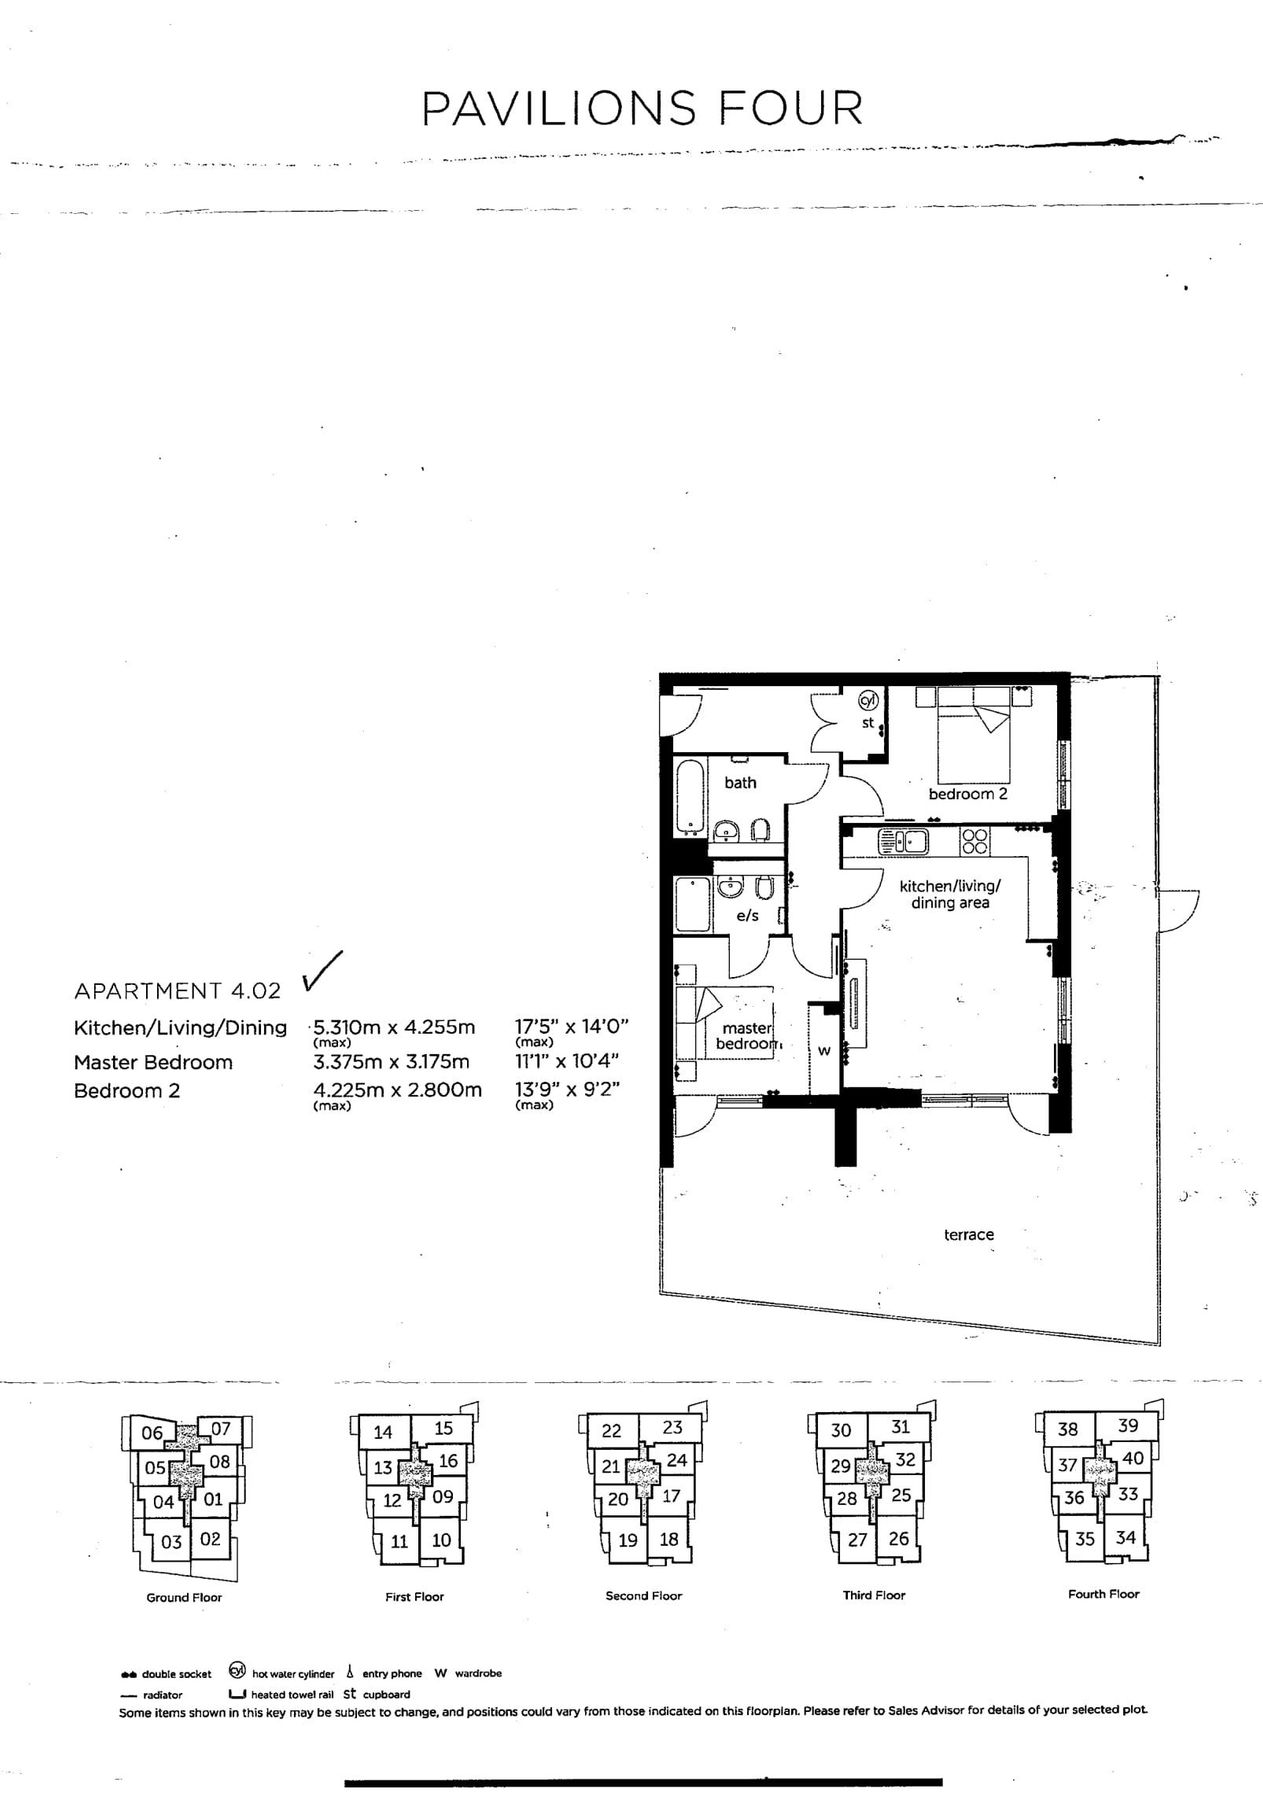 PAVILIONS FOUR
cyl
st
bath
bedroom 2
kitchen/living/
dining area
e/s
master
bedroom
w
terrace
APARTMENT 4.02
Kitchen/Living/Dining 5.310m x 4.255m 17'5" x 14'0"
(max) (max)
Master Bedroom 3.375m x 3.175m 11'1" x 10'4"
Bedroom 2 4.225m x 2.800m 13'9" x 9'2"
(max) (max)
06 07
05 08
04 01
03 02
Ground Floor
14 15
13 16
12 09
11 10
First Floor
22 23
21 24
20 17
19 18
Second Floor
30 31
29 32
28 25
27 26
Third Floor
38 39
37 40
36 33
35 34
Fourth Floor
double socket cyl hot water cylinder entry phone W wardrobe
radiator heated towel rail st cupboard
Some items shown in this key may be subject to change, and positions could vary from those indicated on this floorplan. Please refer to Sales Advisor for details of your selected plot.